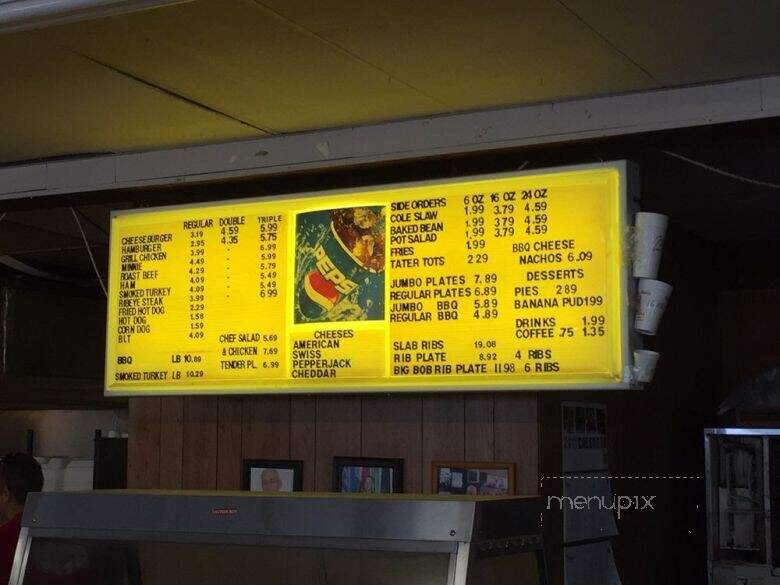 REGULAR DOUBLE TRIPLE
CHEESEBURGER 3.19 4.59 5.99
HAMBURGER 2.95 4.35 5.75
GRILL CHICKEN 3.99 - 6.99
MINNIE 4.49 - 5.99
ROAST BEEF 4.29 - 5.79
HAM 4.09 - 5.49
SMOKED TURKEY 4.09 - 5.49
RIBEYE STEAK 3.99 - 6.99
FRIED HOT DOG 2.29
HOT DOG 1.58
CORN DOG 1.59
BLT 4.09
BBQ LB 10.89
SMOKED TURKEY LB 10.29
CHEF SALAD 5.69
& CHICKEN 7.69
TENDER PL. 6.99
PEPSI
CHEESES
AMERICAN
SWISS
PEPPERJACK
CHEDDAR
SIDE ORDERS 6 OZ 16 OZ 24 OZ
COLE SLAW 1.99 3.79 4.59
BAKED BEAN 1.99 3.79 4.59
POT SALAD 1.99 3.79 4.59
FRIES 1.99
TATER TOTS 2.29
BBQ CHEESE
NACHOS 6.09
JUMBO PLATES 7.89
REGULAR PLATES 6.89
JUMBO BBQ 5.89
REGULAR BBQ 4.89
DESSERTS
PIES 2.89
BANANA PUD199
DRINKS 1.99
COFFEE .75 1.35
SLAB RIBS 19.08
RIB PLATE 8.92 4 RIBS
BIG BOB RIB PLATE 11.98 6 RIBS
menupix